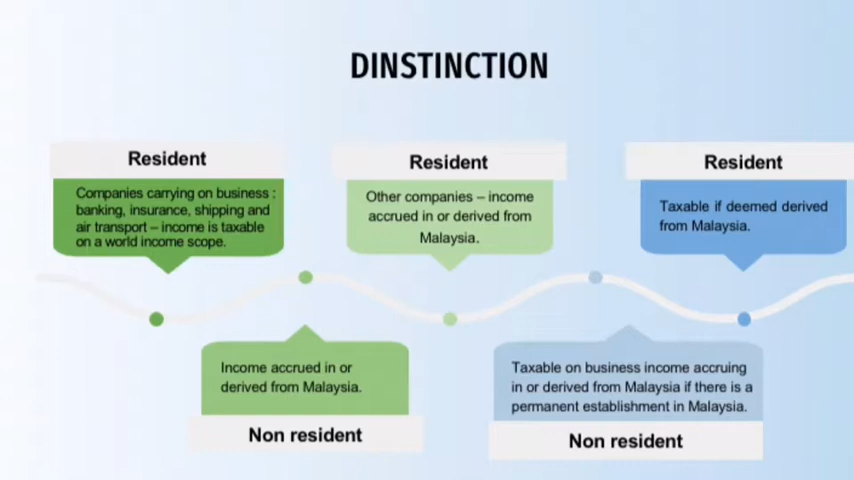 DINSTINCTION
Resident
Companies carrying on business :
banking, insurance, shipping and
air transport – income is taxable
on a world income scope.
Resident
Other companies – income
accrued in or derived from
Malaysia.
Resident
Taxable if deemed derived
from Malaysia.
Income accrued in or
derived from Malaysia.
Non resident
Taxable on business income accruing
in or derived from Malaysia if there is a
permanent establishment in Malaysia.
Non resident